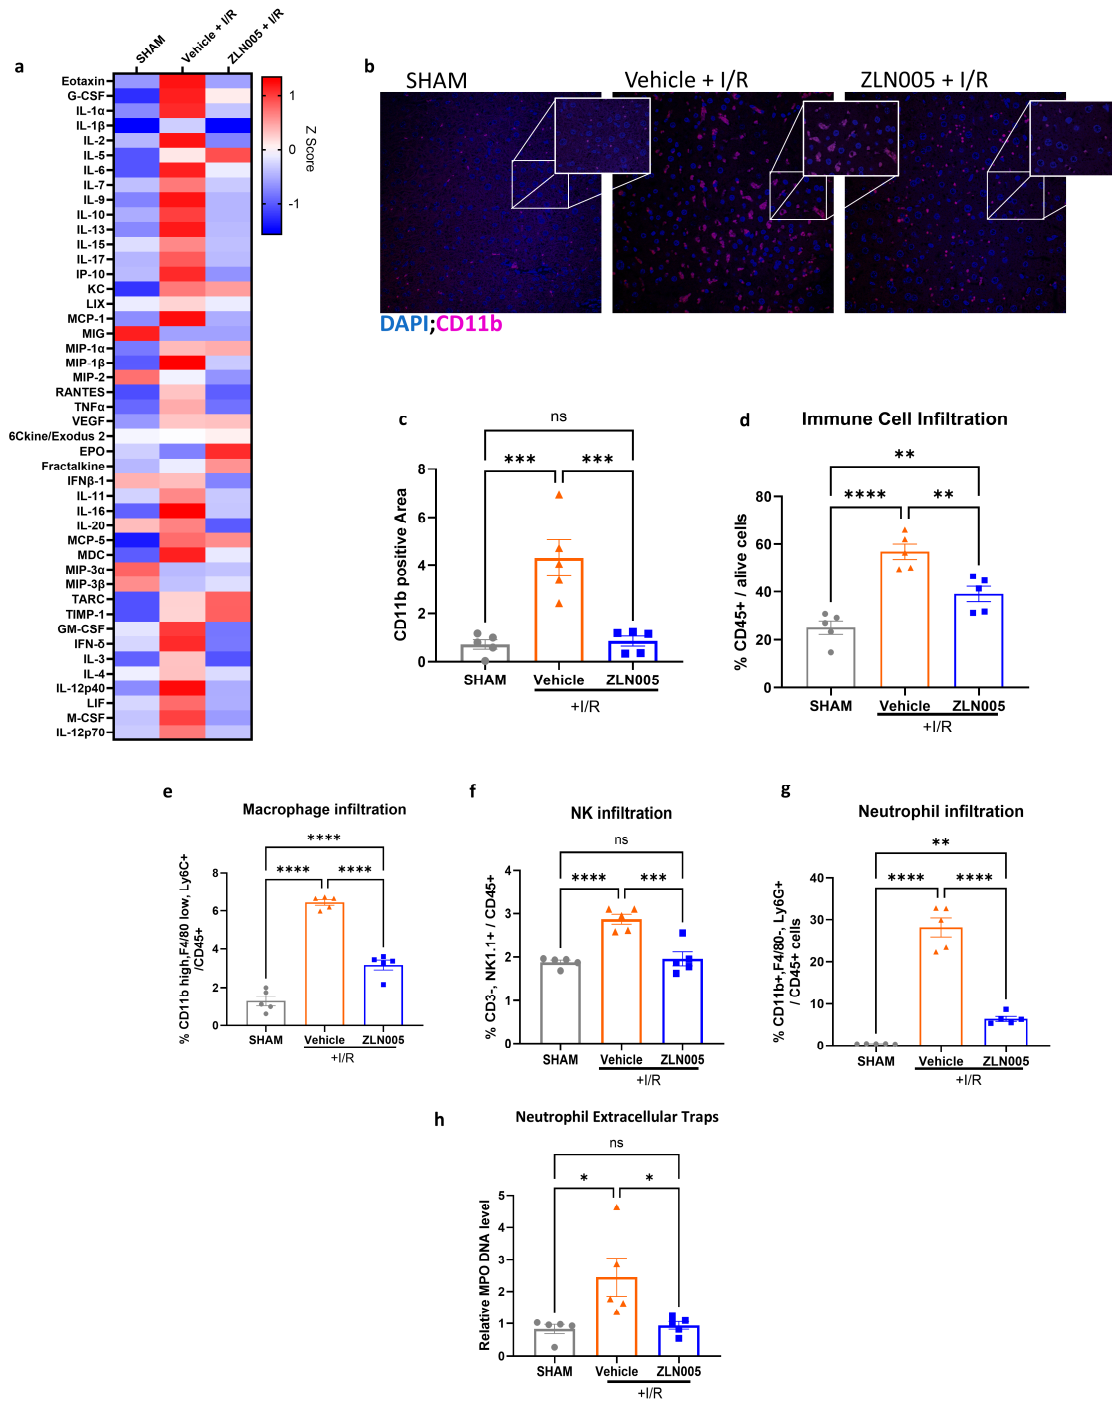 a
SHAM
Vehicle + I/R
ZLN005 + I/R
Eotaxin
G-CSF
IL-1α
IL-1β
IL-2
IL-5
IL-6
IL-7
IL-9
IL-10
IL-13
IL-15
IL-17
IP-10
KC
LIX
MCP-1
MIG
MIP-1α
MIP-1β
MIP-2
RANTES
TNFα
VEGF
6Ckine/Exodus 2
EPO
Fractalkine
IFNβ-1
IL-11
IL-16
IL-20
MCP-5
MDC
MIP-3α
MIP-3β
TARC
TIMP-1
GM-CSF
IFN-δ
IL-3
IL-4
IL-12p40
LIF
M-CSF
IL-12p70
1
0
-1
Z Score
b
SHAM
Vehicle + I/R
ZLN005 + I/R
DAPI;CD11b
c
ns
*** ***
CD11b positive Area
8
6
4
2
0
SHAM Vehicle ZLN005
+I/R
d
Immune Cell Infiltration
**
**** **
% CD45+ / alive cells
80
60
40
20
0
SHAM Vehicle ZLN005
+I/R
e
Macrophage infiltration
****
**** ****
% CD11b high,F4/80 low, Ly6C+
/CD45+
8
6
4
2
0
SHAM Vehicle ZLN005
+I/R
f
NK infiltration
ns
**** ***
% CD3-, NK1.1+ / CD45+
4
3
2
1
0
SHAM Vehicle ZLN005
+I/R
g
Neutrophil infiltration
**
**** ****
% CD11b+,F4/80-, Ly6G+
/ CD45+ cells
40
30
20
10
0
SHAM Vehicle ZLN005
+I/R
h
Neutrophil Extracellular Traps
ns
* *
Relative MPO DNA level
5
4
3
2
1
0
SHAM Vehicle ZLN005
+I/R